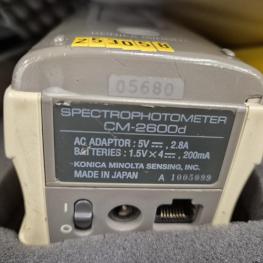 05680
SPECTROPHOTOMETER
CM-2600d
AC ADAPTOR : 5V ⎓, 2.8A
BATTERIES : 1.5V × 4 ⎓, 200mA
KONICA MINOLTA SENSING, INC.
MADE IN JAPAN A 1005099
I
O